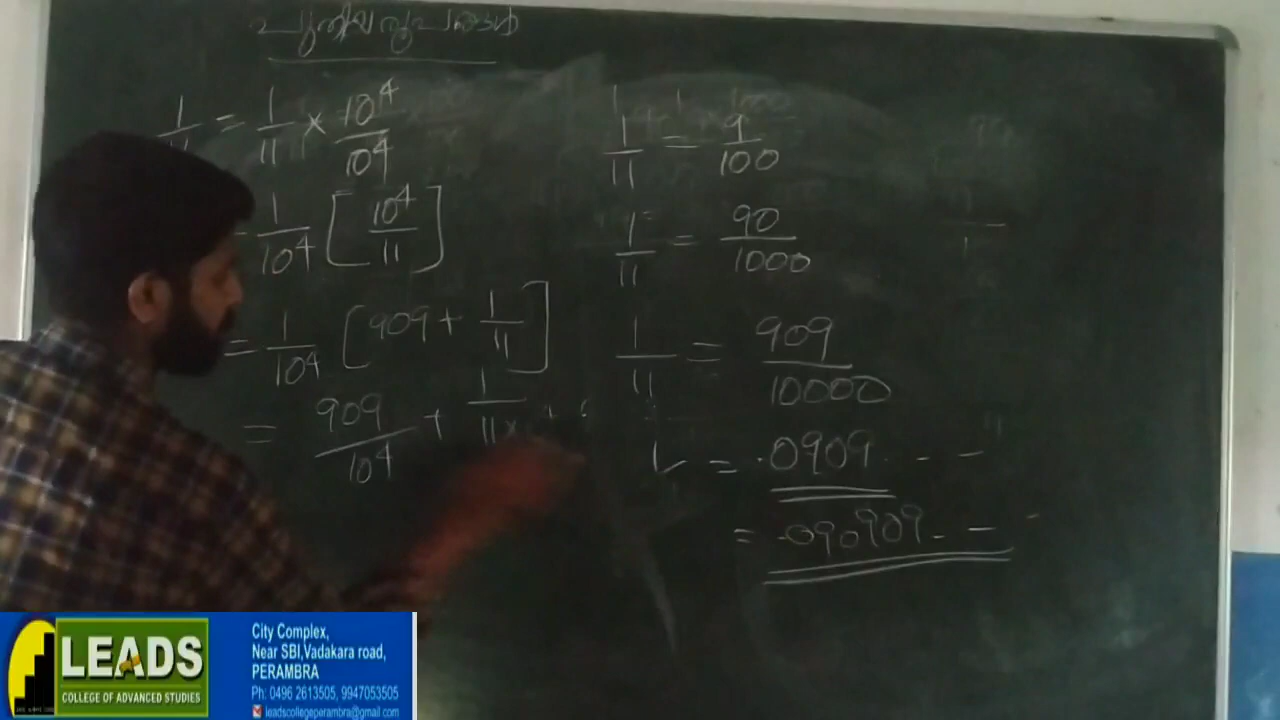 1/11 = 1/11 × 10⁴/10⁴
1/10⁴ [10⁴/11]
= 1/10⁴ [909 + 1/11]
= 909/10⁴ + 1/11×
1/11 = 9/100
1/11 = 90/1000
1/11 = 909/10000
= .0909 - -
= .090909 - -
LEADS
COLLEGE OF ADVANCED STUDIES
City Complex,
Near SBI,Vadakara road,
PERAMBRA
Ph: 0496 2613505, 9947053505
leadscollegeperambra@gmail.com